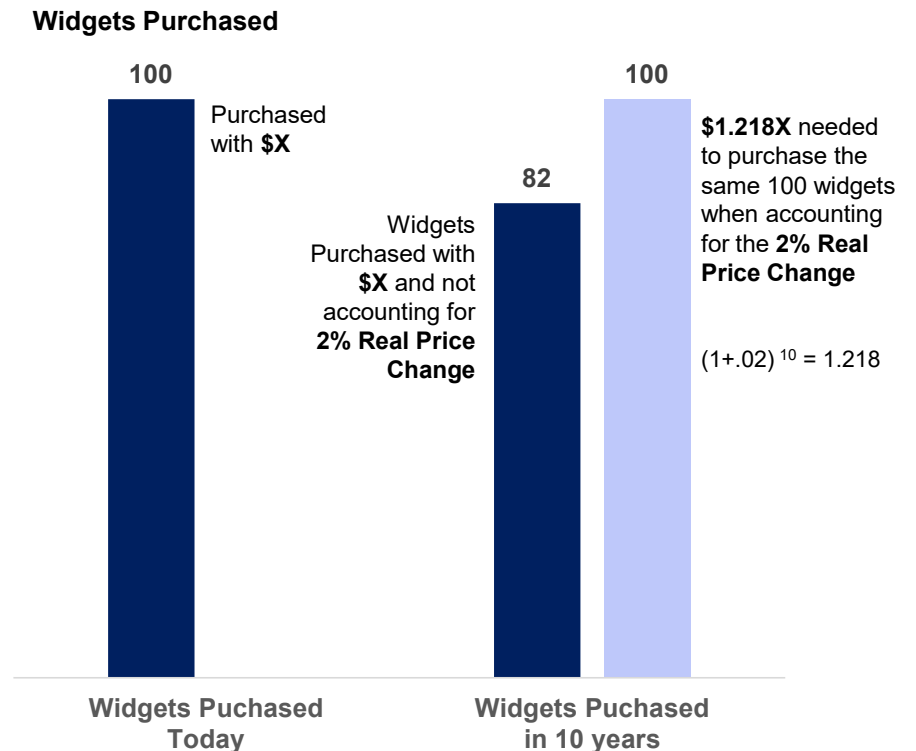 Widgets Purchased
100
Purchased
with $X
82
Widgets
Purchased with
$X and not
accounting for
2% Real Price
Change
100
$1.218X needed
to purchase the
same 100 widgets
when accounting
for the 2% Real
Price Change
(1+.02) 10 = 1.218
Widgets Puchased
Today
Widgets Puchased
in 10 years